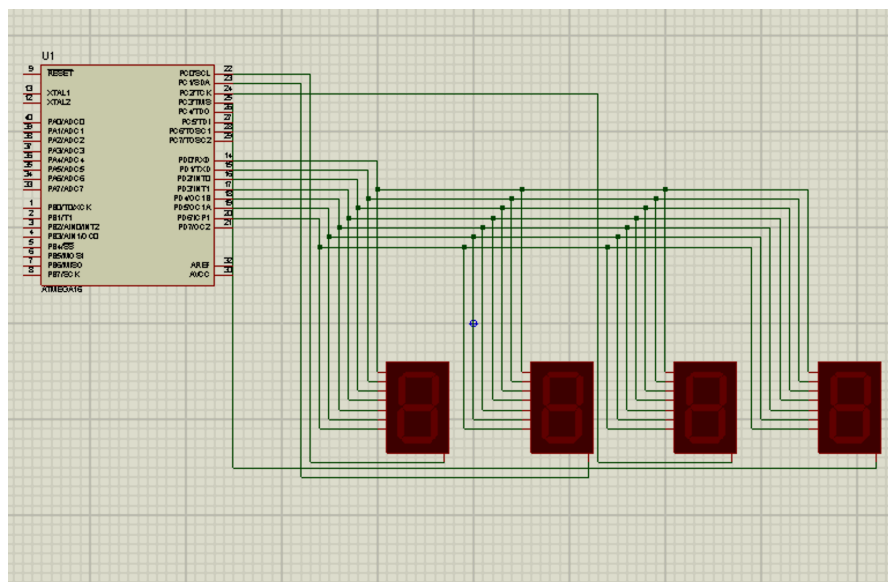 U1
9 RESET
13 XTAL1
12 XTAL2
40 PA0/ADC0
39 PA1/ADC1
38 PA2/ADC2
37 PA3/ADC3
36 PA4/ADC4
35 PA5/ADC5
34 PA6/ADC6
33 PA7/ADC7
1 PB0/T0/XCK
2 PB1/T1
3 PB2/AIN0/INT2
4 PB3/AIN1/OC0
5 PB4/SS
6 PB5/MOSI
7 PB6/MISO
8 PB7/SCK
PC0/SCL 22
PC1/SDA 23
PC2/TCK 24
PC3/TMS 25
PC4/TDO 26
PC5/TDI 27
PC6/TOSC1 28
PC7/TOSC2 29
PD0/RXD 14
PD1/TXD 15
PD2/INT0 16
PD3/INT1 17
PD4/OC1B 18
PD5/OC1A 19
PD6/ICP1 20
PD7/OC2 21
AREF 32
AVCC 30
ATMEGA16